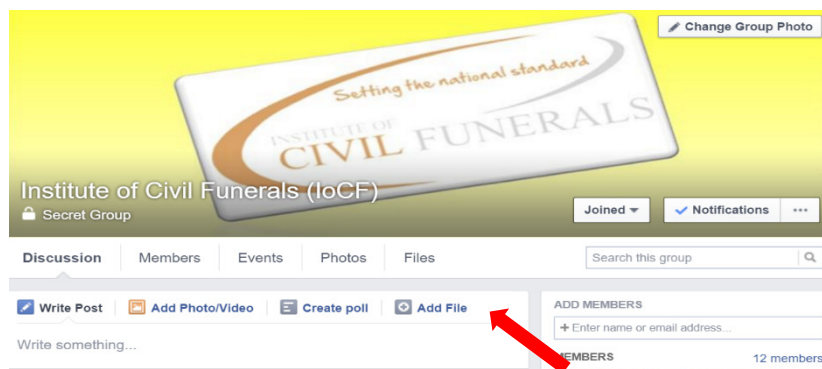 Change Group Photo
Setting the national standard
INSTITUTE OF
CIVIL FUNERALS
Institute of Civil Funerals (IoCF)
Secret Group
Joined
Notifications
Discussion Members Events Photos Files
Search this group
Write Post Add Photo/Video Create poll Add File
ADD MEMBERS
+ Enter name or email address...
Write something...
MEMBERS 12 members